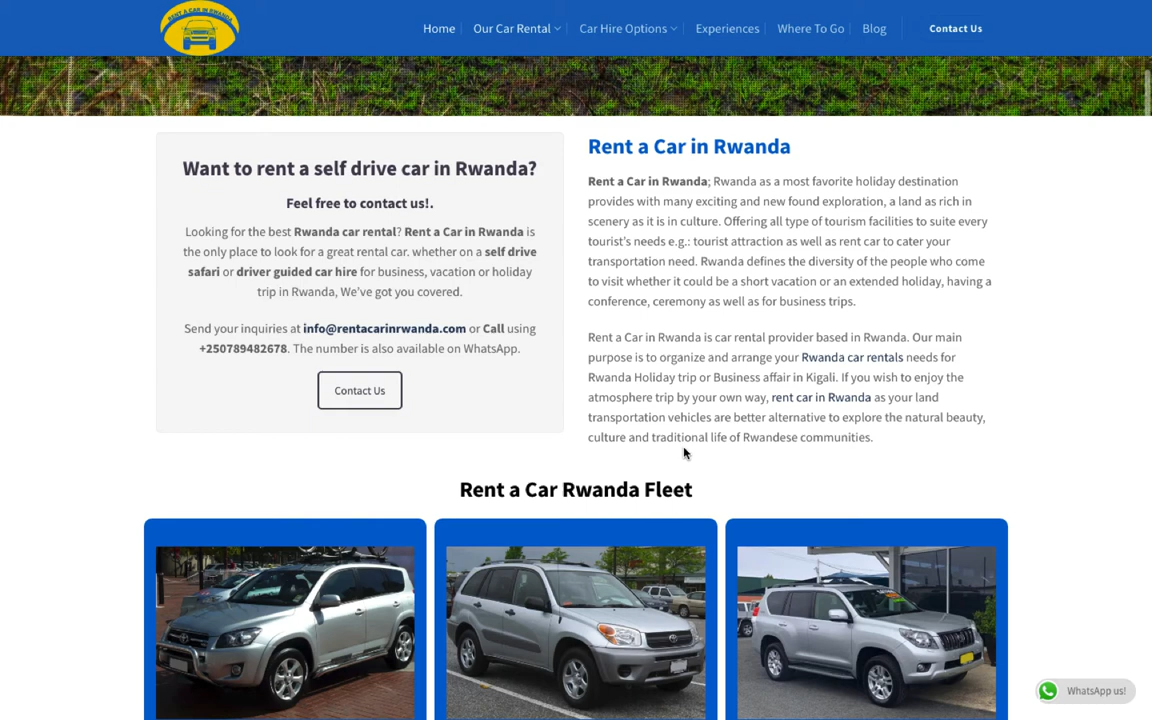 RENT A CAR IN RWANDA
Home
Our Car Rental
Car Hire Options
Experiences
Where To Go
Blog
Contact Us
Want to rent a self drive car in Rwanda?
Feel free to contact us!.
Looking for the best Rwanda car rental? Rent a Car in Rwanda is
the only place to look for a great rental car. whether on a self drive
safari or driver guided car hire for business, vacation or holiday
trip in Rwanda, We've got you covered.
Send your inquiries at info@rentacarinrwanda.com or Call using
+250789482678. The number is also available on WhatsApp.
Contact Us
Rent a Car in Rwanda
Rent a Car in Rwanda; Rwanda as a most favorite holiday destination
provides with many exciting and new found exploration, a land as rich in
scenery as it is in culture. Offering all type of tourism facilities to suite every
tourist's needs e.g.: tourist attraction as well as rent car to cater your
transportation need. Rwanda defines the diversity of the people who come
to visit whether it could be a short vacation or an extended holiday, having a
conference, ceremony as well as for business trips.
Rent a Car in Rwanda is car rental provider based in Rwanda. Our main
purpose is to organize and arrange your Rwanda car rentals needs for
Rwanda Holiday trip or Business affair in Kigali. If you wish to enjoy the
atmosphere trip by your own way, rent car in Rwanda as your land
transportation vehicles are better alternative to explore the natural beauty,
culture and traditional life of Rwandese communities.
Rent a Car Rwanda Fleet
WhatsApp us!